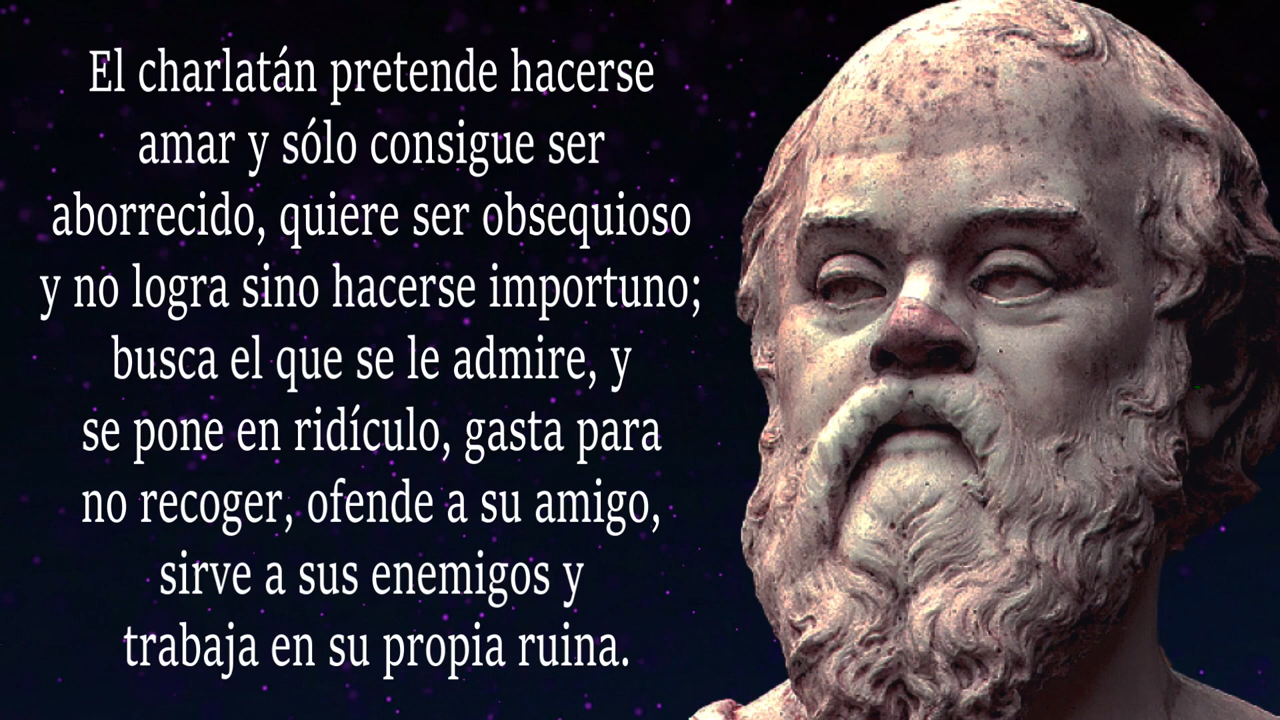 El charlatán pretende hacerse
amar y sólo consigue ser
aborrecido, quiere ser obsequioso
y no logra sino hacerse importuno;
busca el que se le admire, y
se pone en ridículo, gasta para
no recoger, ofende a su amigo,
sirve a sus enemigos y
trabaja en su propia ruina.